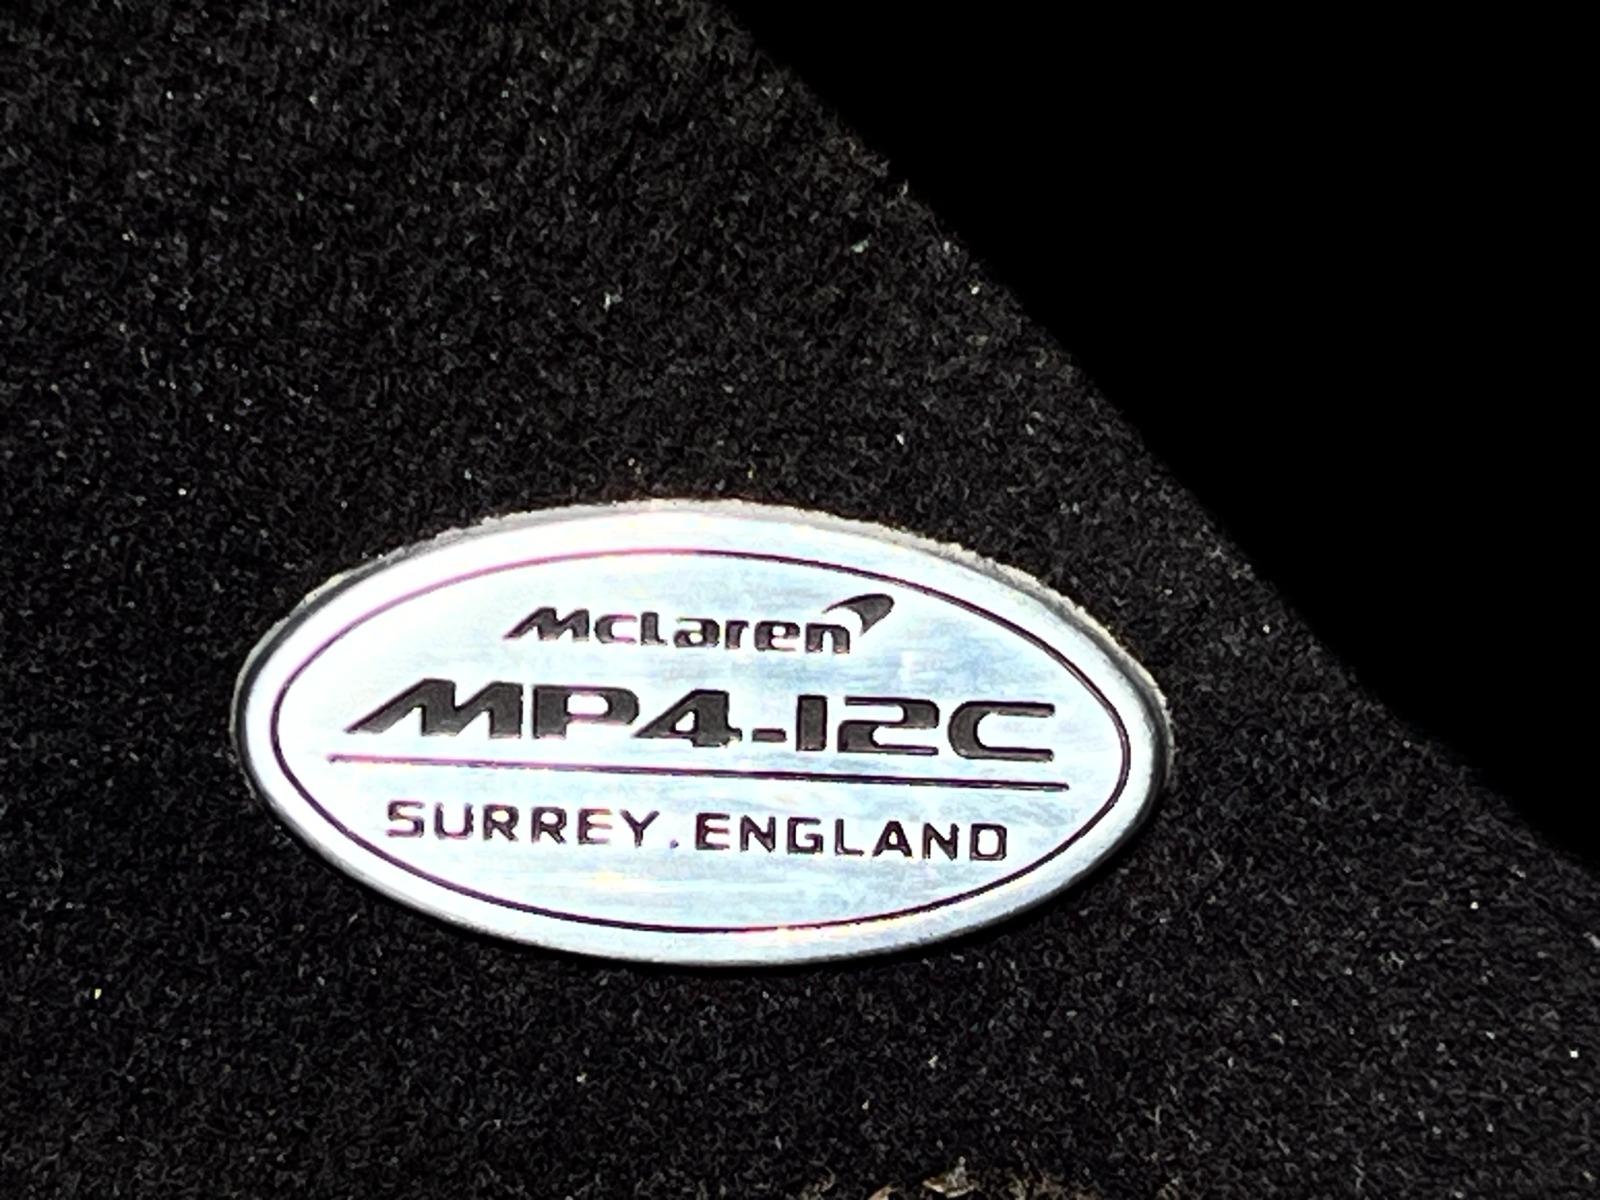 McLaren
MP4-12C
SURREY . ENGLAND